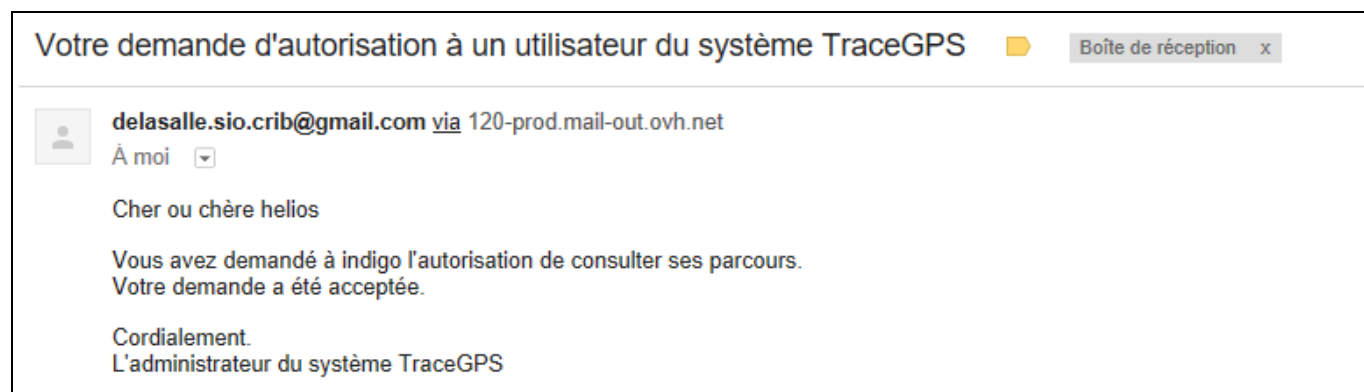 Votre demande d'autorisation à un utilisateur du système TraceGPS Boîte de réception x
delasalle.sio.crib@gmail.com via 120-prod.mail-out.ovh.net
À moi
Cher ou chère helios
Vous avez demandé à indigo l'autorisation de consulter ses parcours.
Votre demande a été acceptée.
Cordialement.
L'administrateur du système TraceGPS